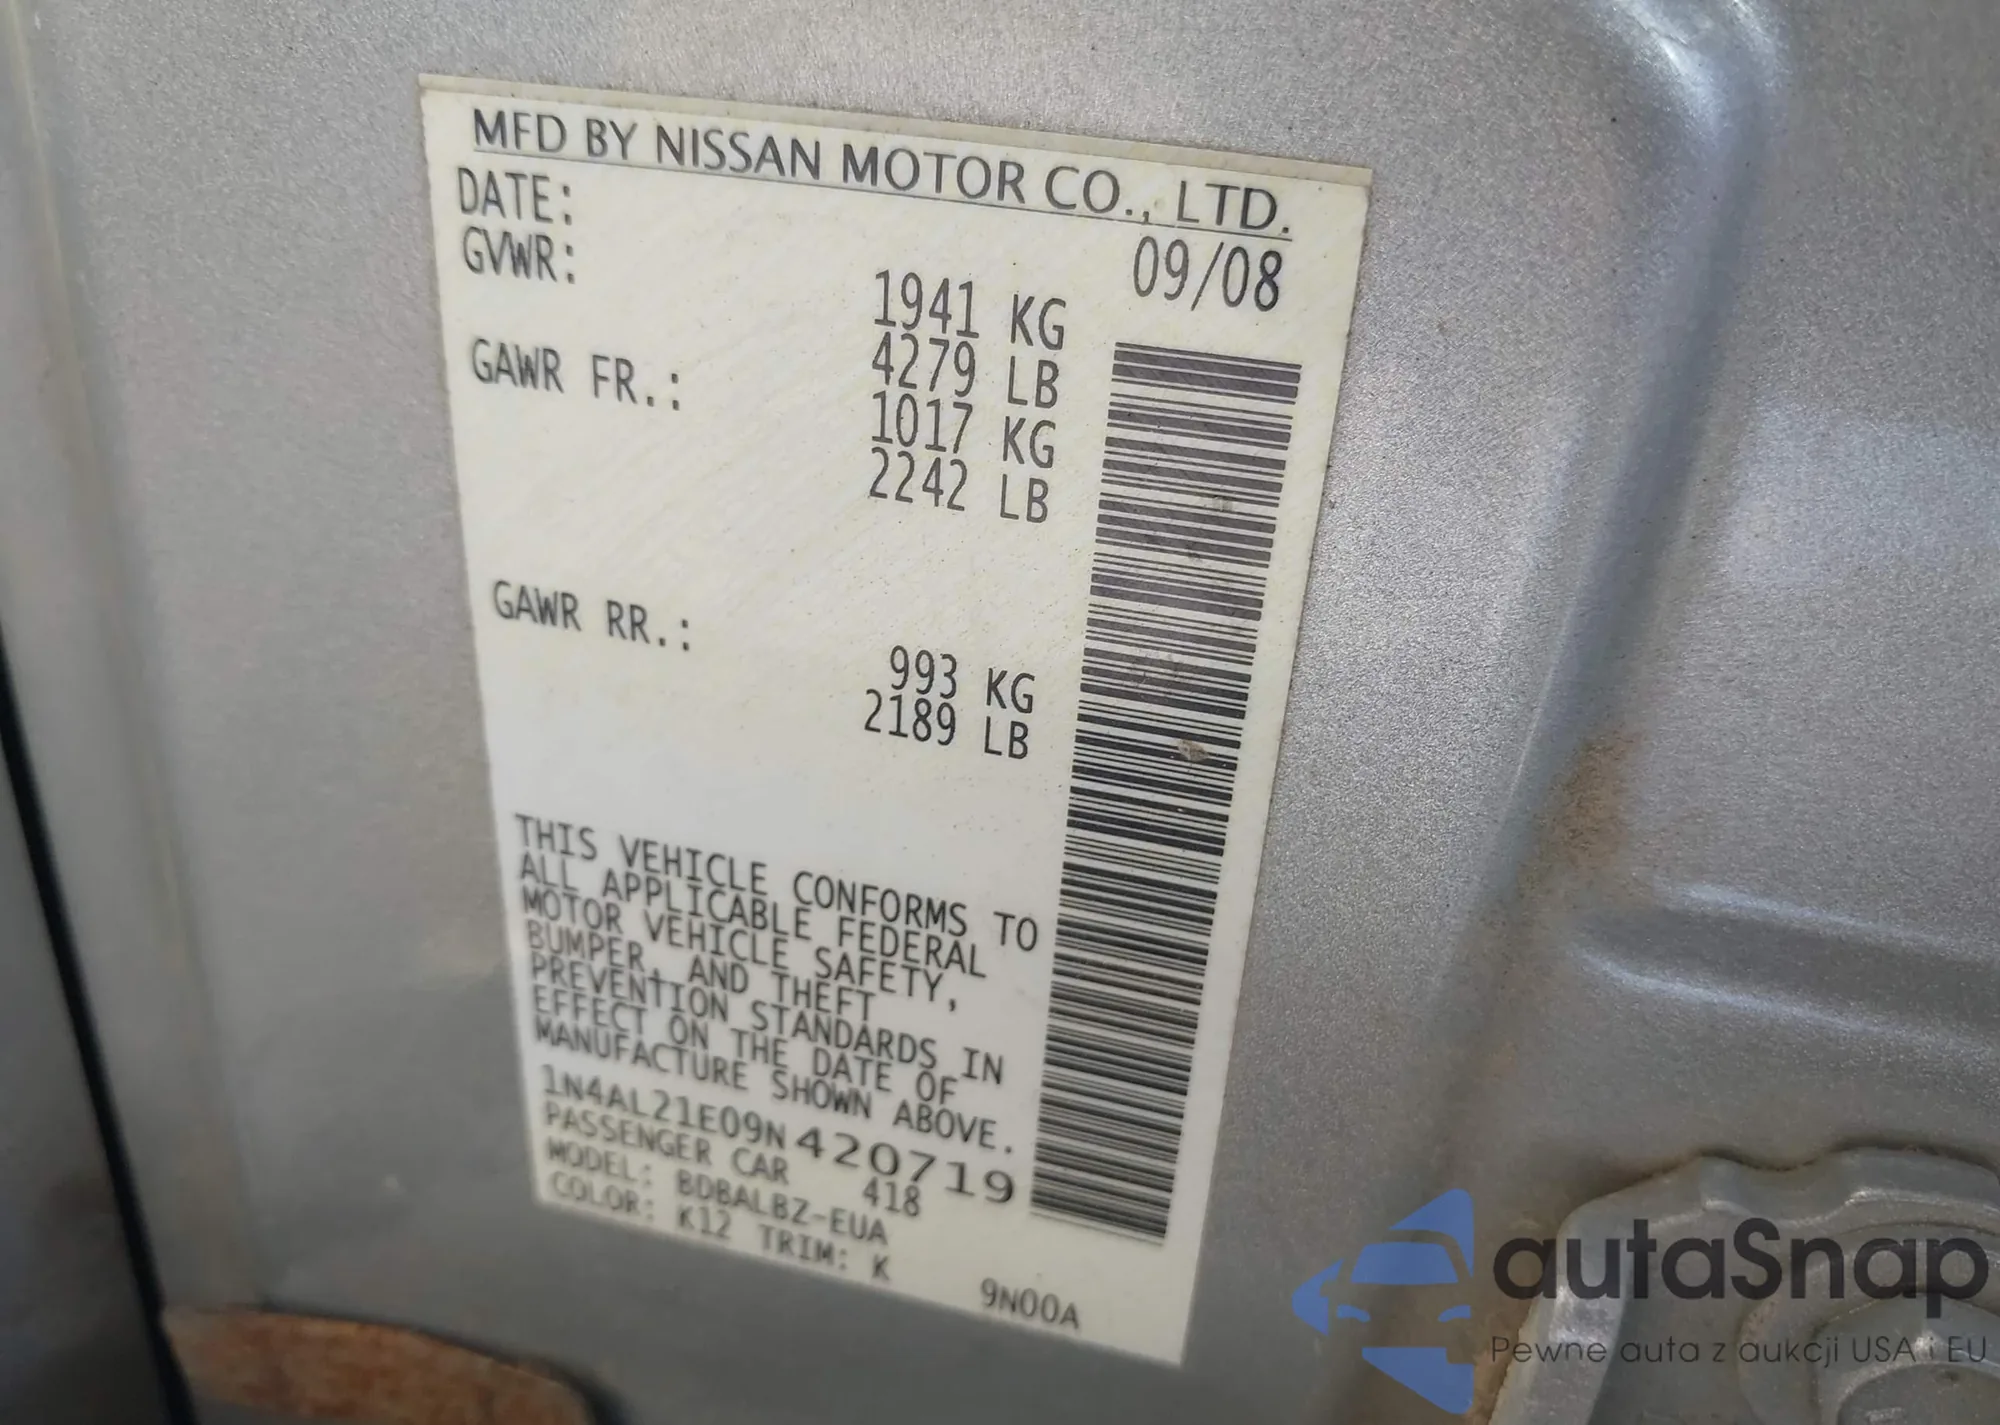 MFD BY NISSAN MOTOR CO., LTD.
DATE: 09/08
GVWR: 1941 KG
4279 LB
GAWR FR.: 1017 KG
2242 LB
GAWR RR.: 993 KG
2189 LB
THIS VEHICLE CONFORMS TO
ALL APPLICABLE FEDERAL
MOTOR VEHICLE SAFETY,
BUMPER, AND THEFT
PREVENTION STANDARDS IN
EFFECT ON THE DATE OF
MANUFACTURE SHOWN ABOVE.
1N4AL21E09N420719
PASSENGER CAR 418
MODEL: BDBALBZ-EUA
COLOR: K12 TRIM: K 9N00A
autaSnap
Pewne auta z aukcji USA i EU